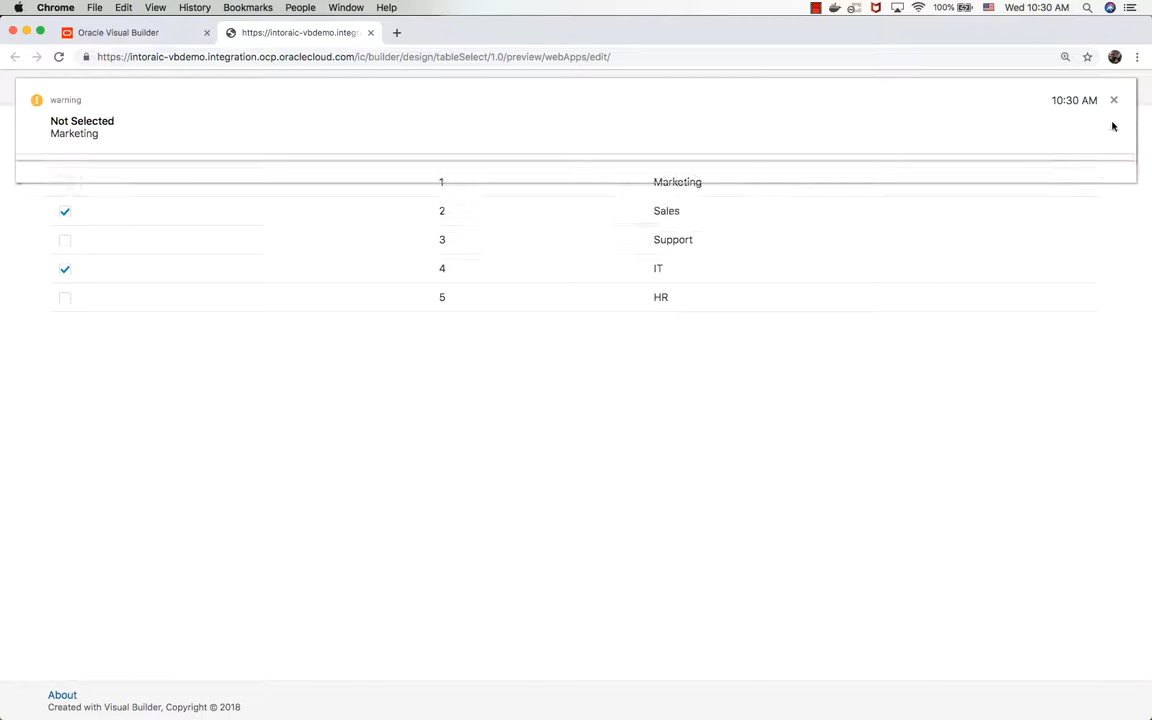 Chrome File Edit View History Bookmarks People Window Help 100% Wed 10:30 AM
Oracle Visual Builder https://intoraic-vbdemo.integr
https://intoraic-vbdemo.integration.ocp.oraclecloud.com/ic/builder/design/tableSelect/1.0/preview/webApps/edit/
warning 10:30 AM
Not Selected
Marketing
1 Marketing
2 Sales
3 Support
4 IT
5 HR
About
Created with Visual Builder, Copyright © 2018